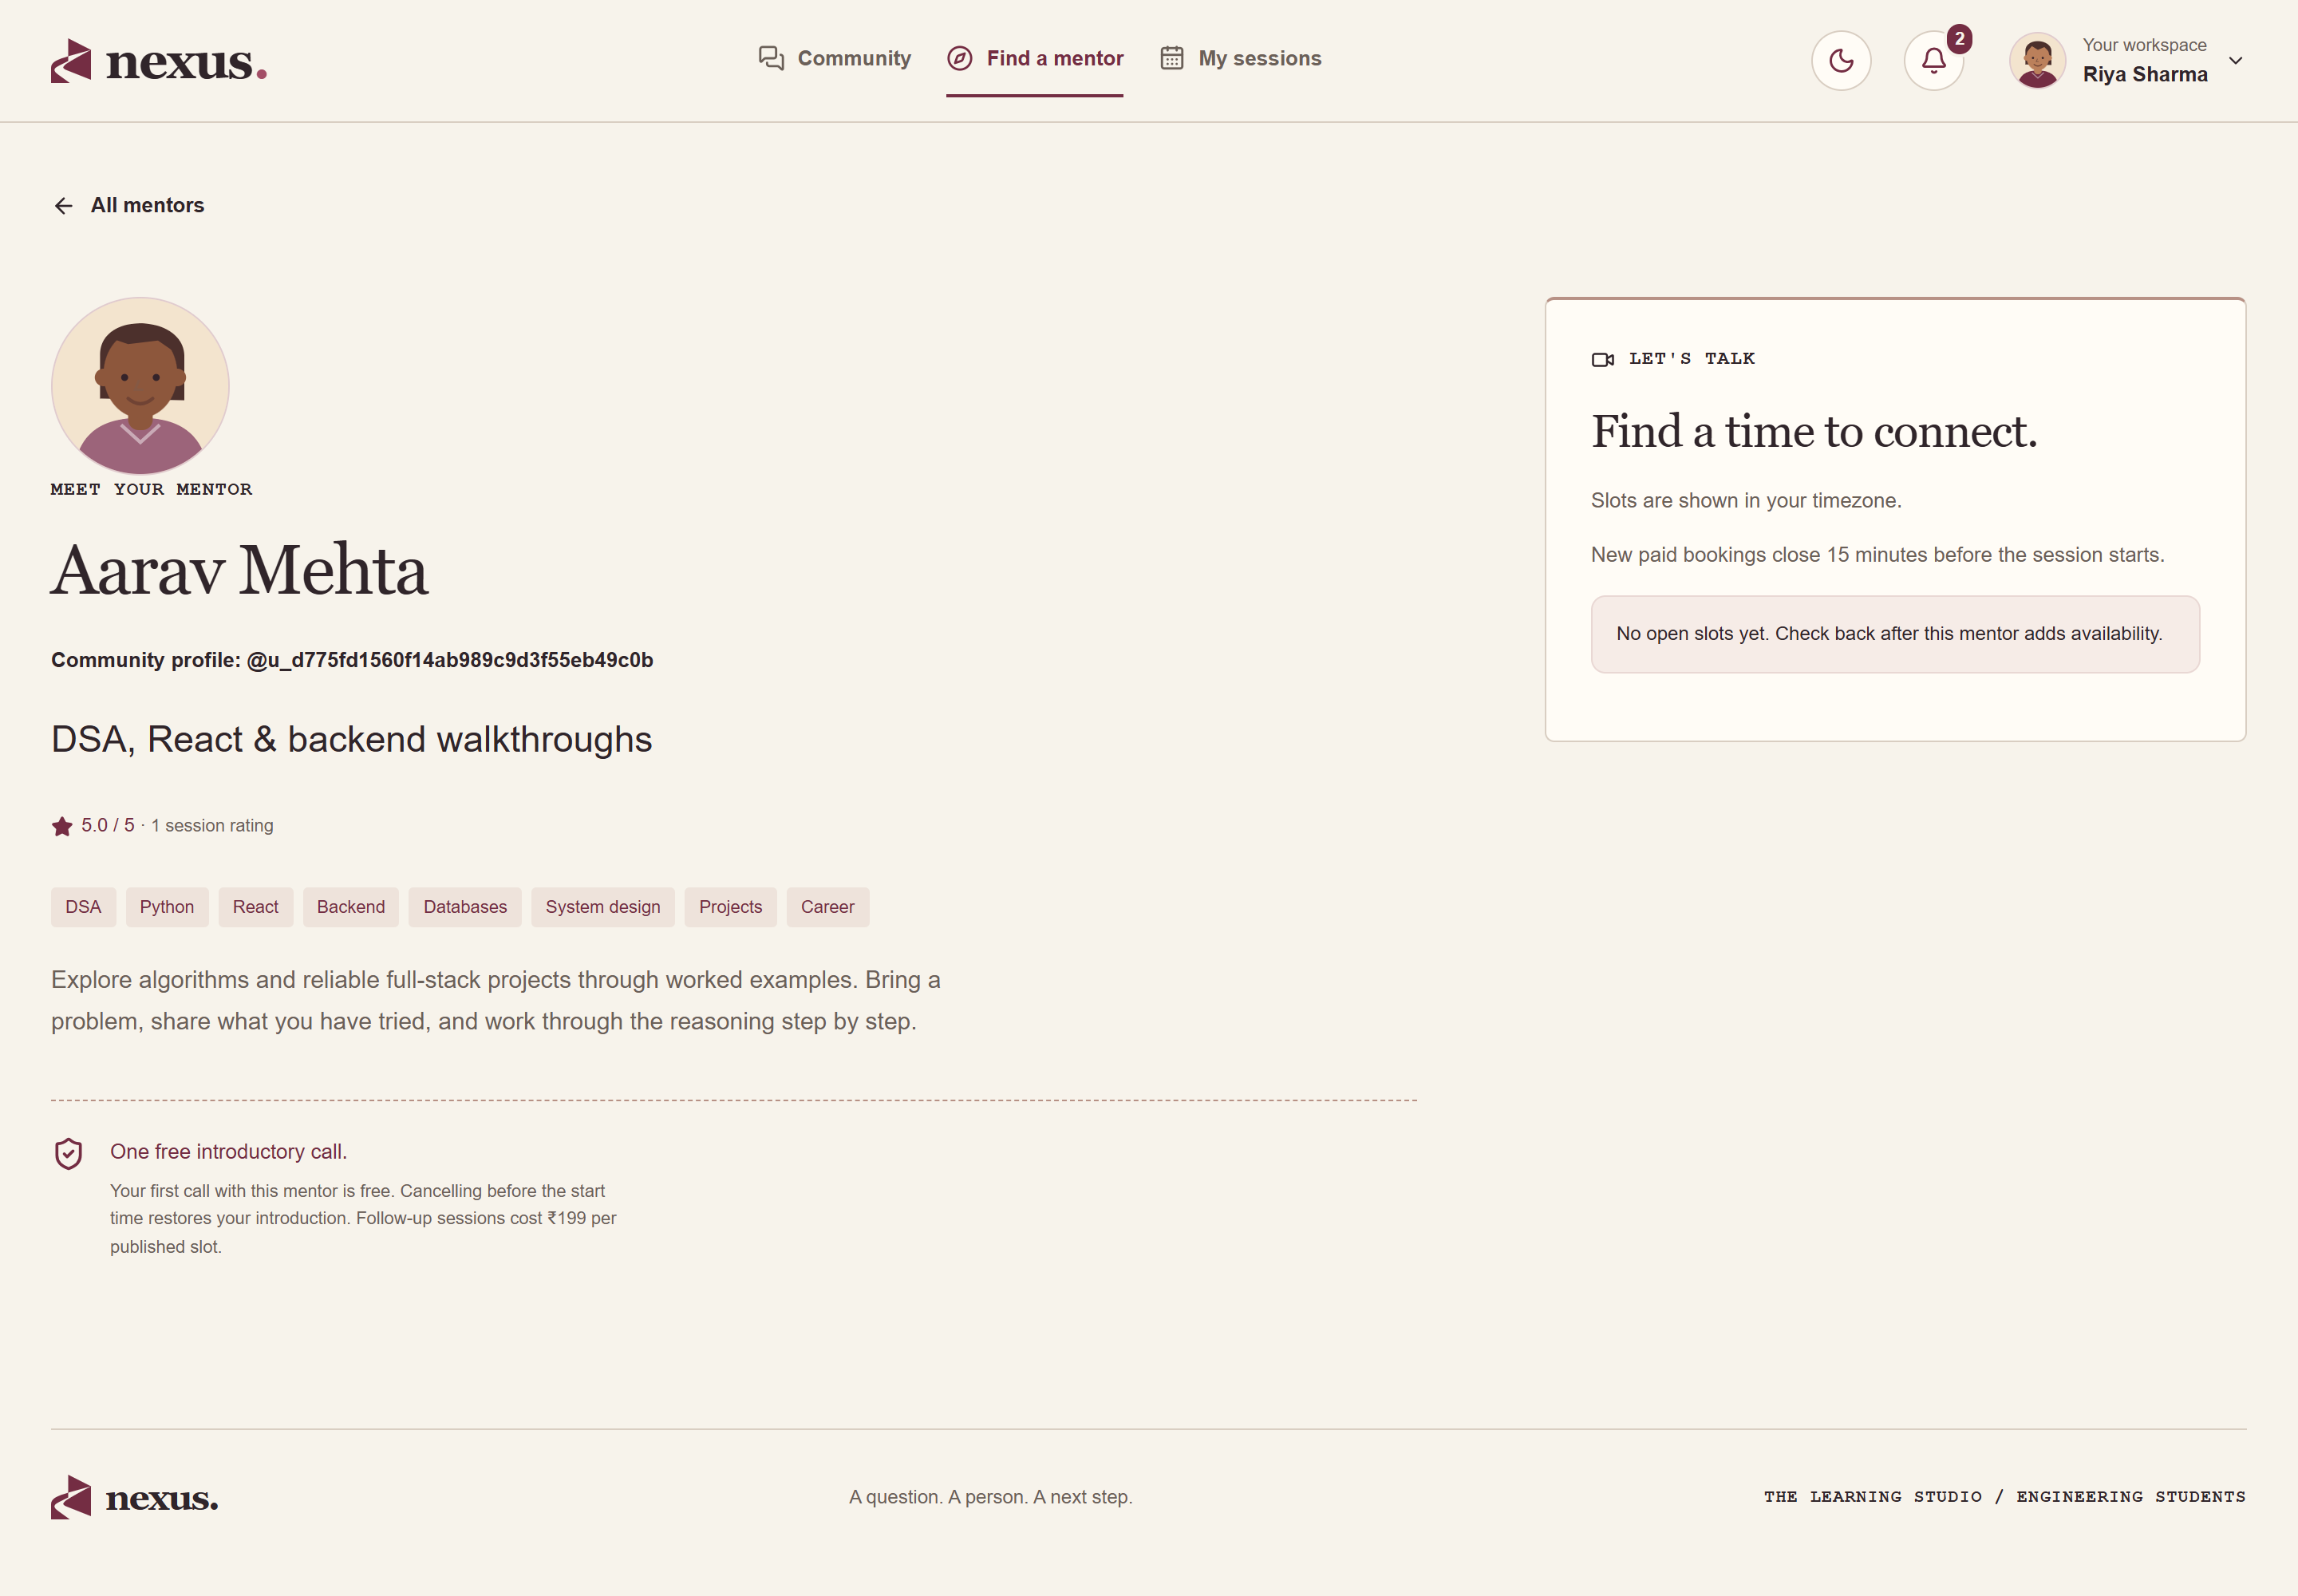 nexus.
Community
Find a mentor
My sessions
2
Your workspace
Riya Sharma
All mentors
MEET YOUR MENTOR
Aarav Mehta
Community profile: @u_d775fd1560f14ab989c9d3f55eb49c0b
DSA, React & backend walkthroughs
5.0 / 5 · 1 session rating
DSA
Python
React
Backend
Databases
System design
Projects
Career
Explore algorithms and reliable full-stack projects through worked examples. Bring a
problem, share what you have tried, and work through the reasoning step by step.
One free introductory call.
Your first call with this mentor is free. Cancelling before the start
time restores your introduction. Follow-up sessions cost ₹199 per
published slot.
LET'S TALK
Find a time to connect.
Slots are shown in your timezone.
New paid bookings close 15 minutes before the session starts.
No open slots yet. Check back after this mentor adds availability.
nexus.
A question. A person. A next step.
THE LEARNING STUDIO / ENGINEERING STUDENTS